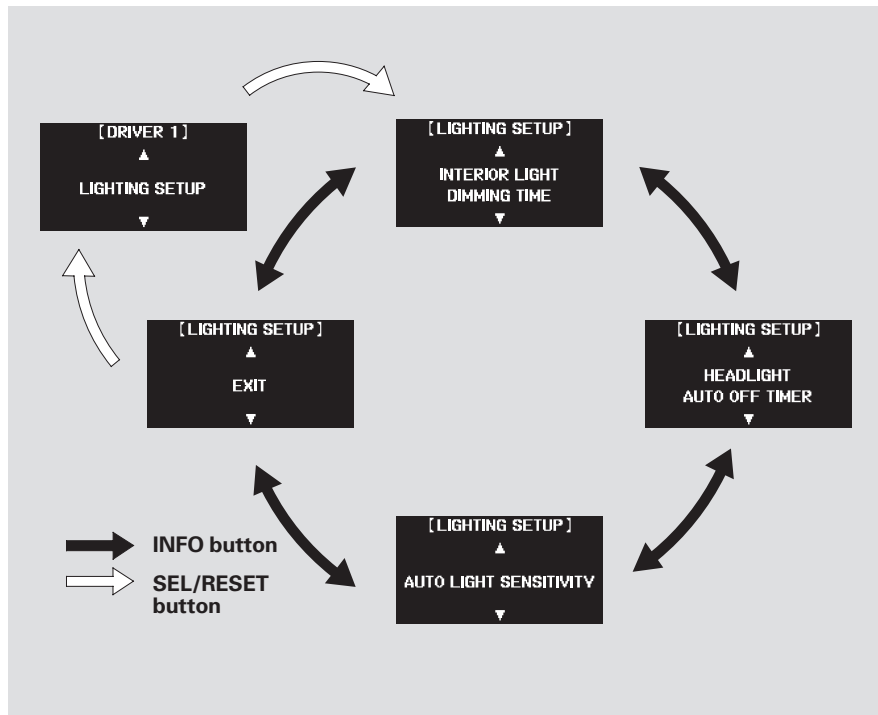 [DRIVER 1]
▲
LIGHTING SETUP
▼
[LIGHTING SETUP]
▲
INTERIOR LIGHT
DIMMING TIME
▼
[LIGHTING SETUP]
▲
EXIT
▼
[LIGHTING SETUP]
▲
HEADLIGHT
AUTO OFF TIMER
▼
[LIGHTING SETUP]
▲
AUTO LIGHT SENSITIVITY
▼
INFO button
SEL/RESET
button